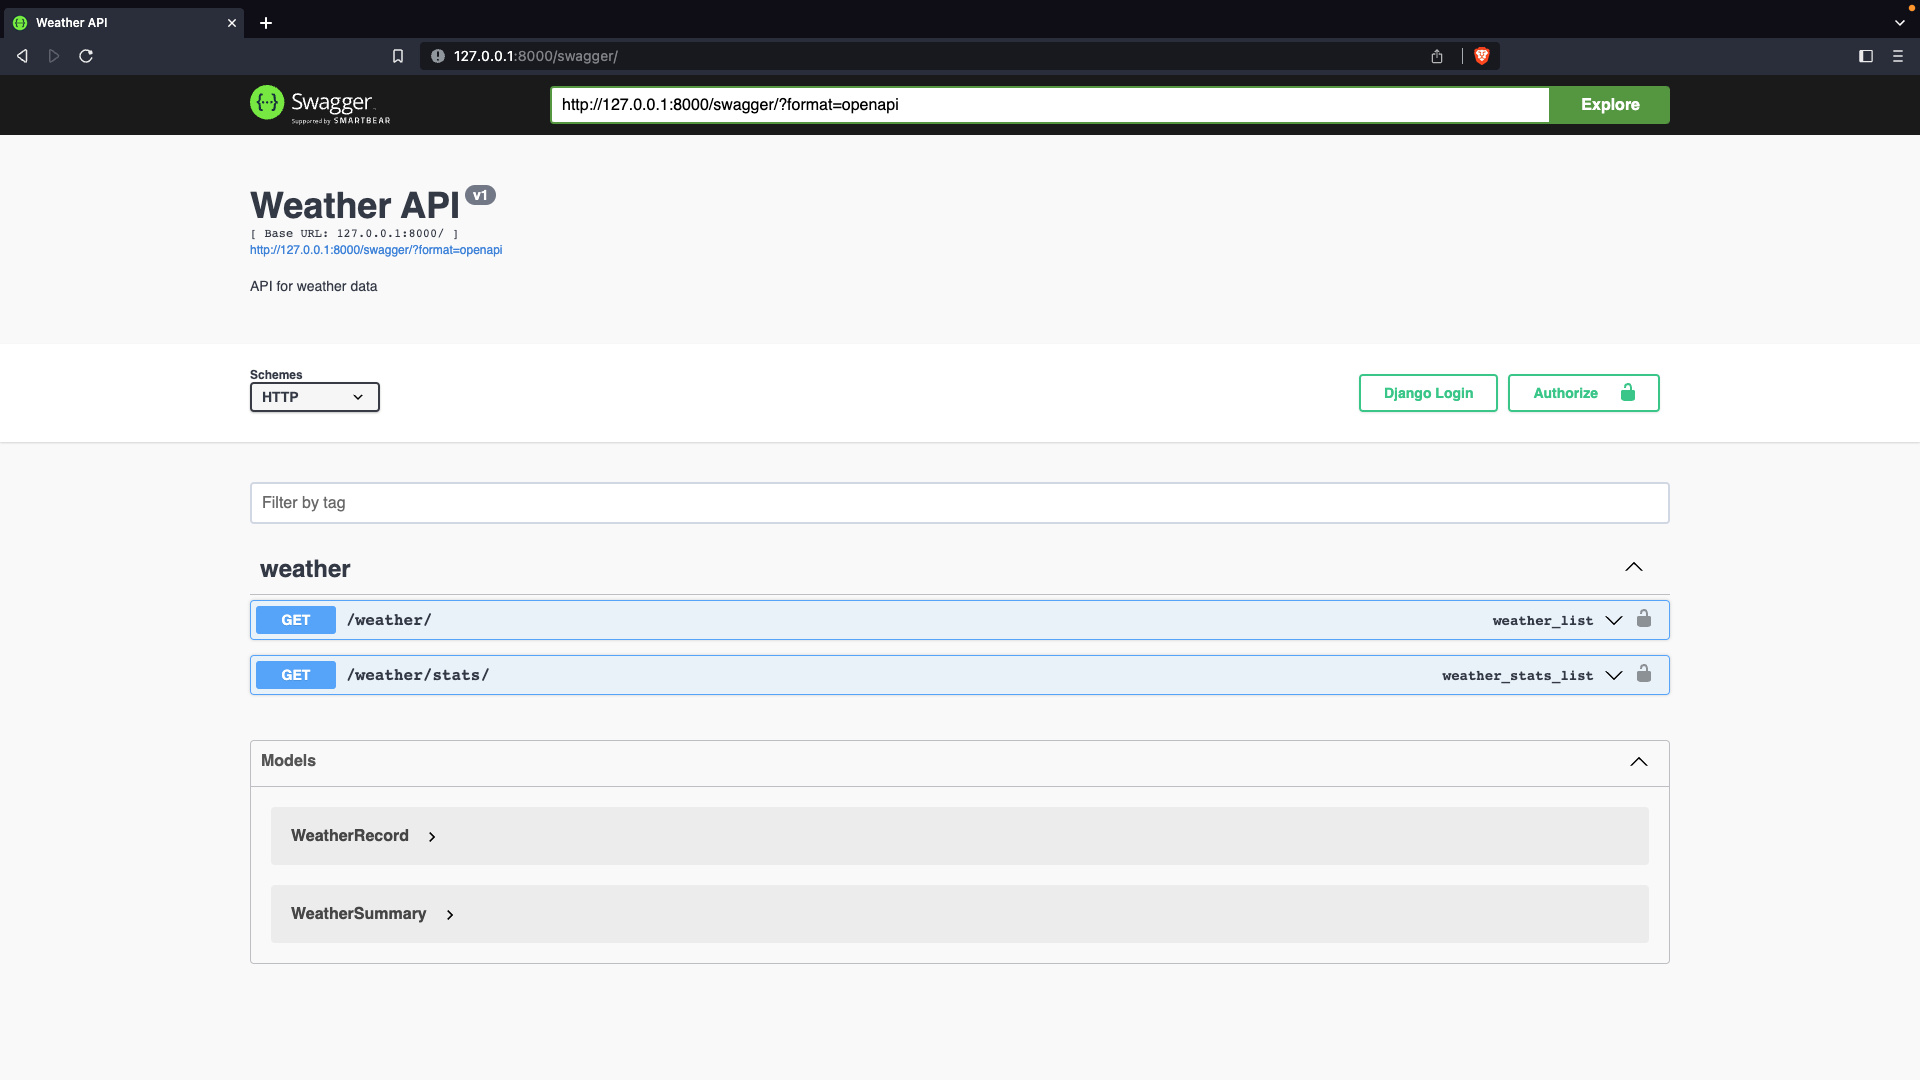 Weather API
127.0.0.1:8000/swagger/
Swagger
Supported by SMARTBEAR
http://127.0.0.1:8000/swagger/?format=openapi
Explore
Weather API v1
[ Base URL: 127.0.0.1:8000/ ]
http://127.0.0.1:8000/swagger/?format=openapi
API for weather data
Schemes
HTTP
Django Login
Authorize
Filter by tag
weather
GET /weather/ weather_list
GET /weather/stats/ weather_stats_list
Models
WeatherRecord
WeatherSummary